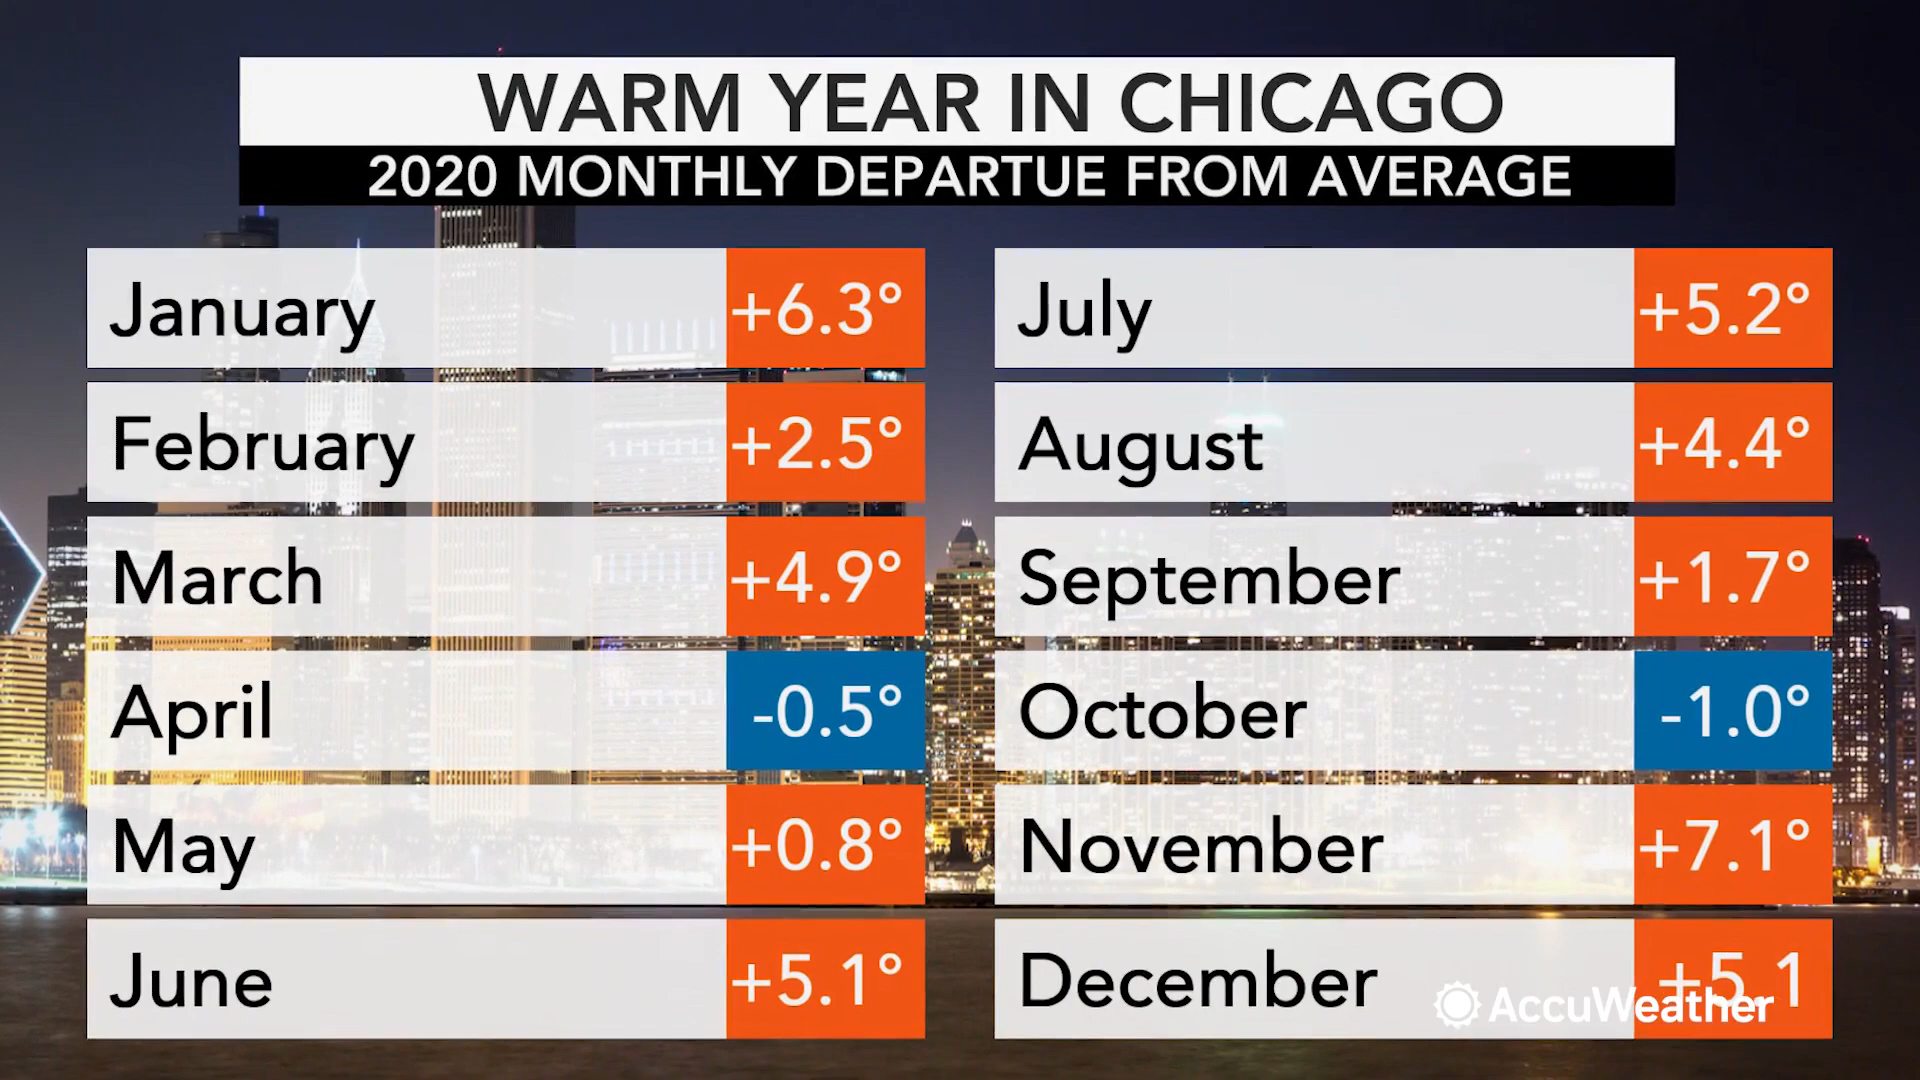 WARM YEAR IN CHICAGO
2020 MONTHLY DEPARTUE FROM AVERAGE
January +6.3°
February +2.5°
March +4.9°
April -0.5°
May +0.8°
June +5.1°
July +5.2°
August +4.4°
September +1.7°
October -1.0°
November +7.1°
December +5.1
AccuWeather